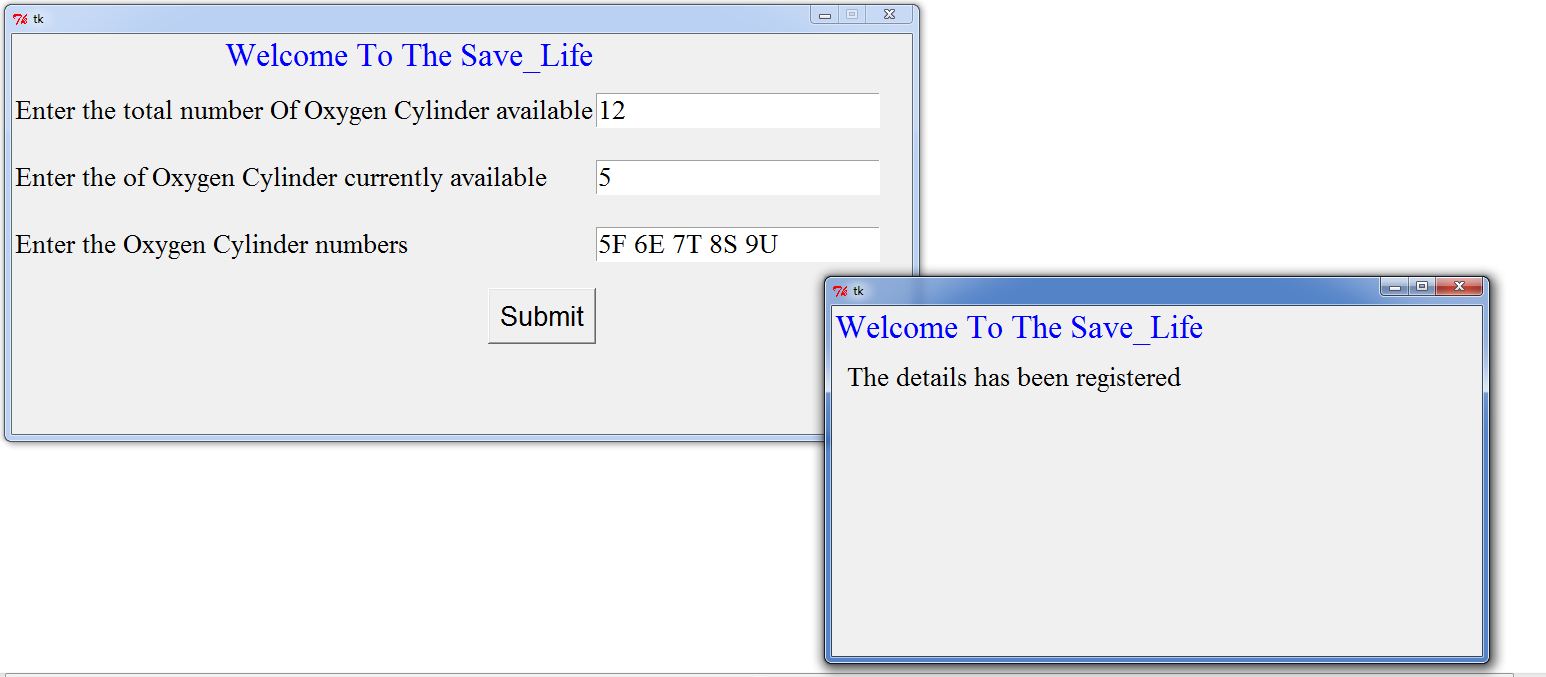 tk
Welcome To The Save_Life
Enter the total number Of Oxygen Cylinder available 12
Enter the of Oxygen Cylinder currently available 5
Enter the Oxygen Cylinder numbers 5F 6E 7T 8S 9U
Submit
tk
Welcome To The Save_Life
The details has been registered